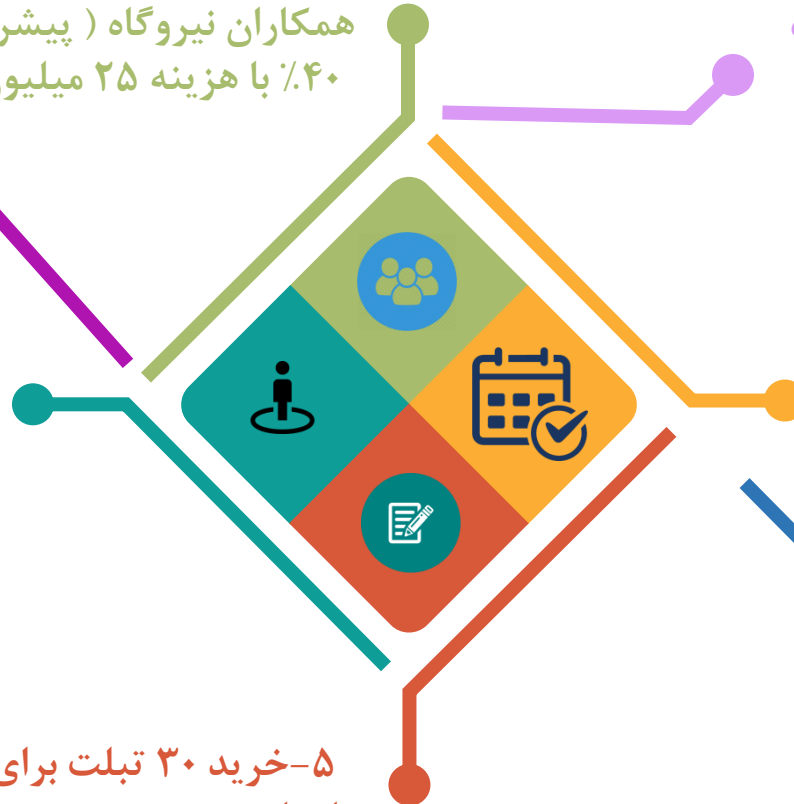 همکاران نیروگاه ( پیشر
۴۰٪ با هزینه ۲۵ میلیو
۵-خرید ۳۰ تبلت برای